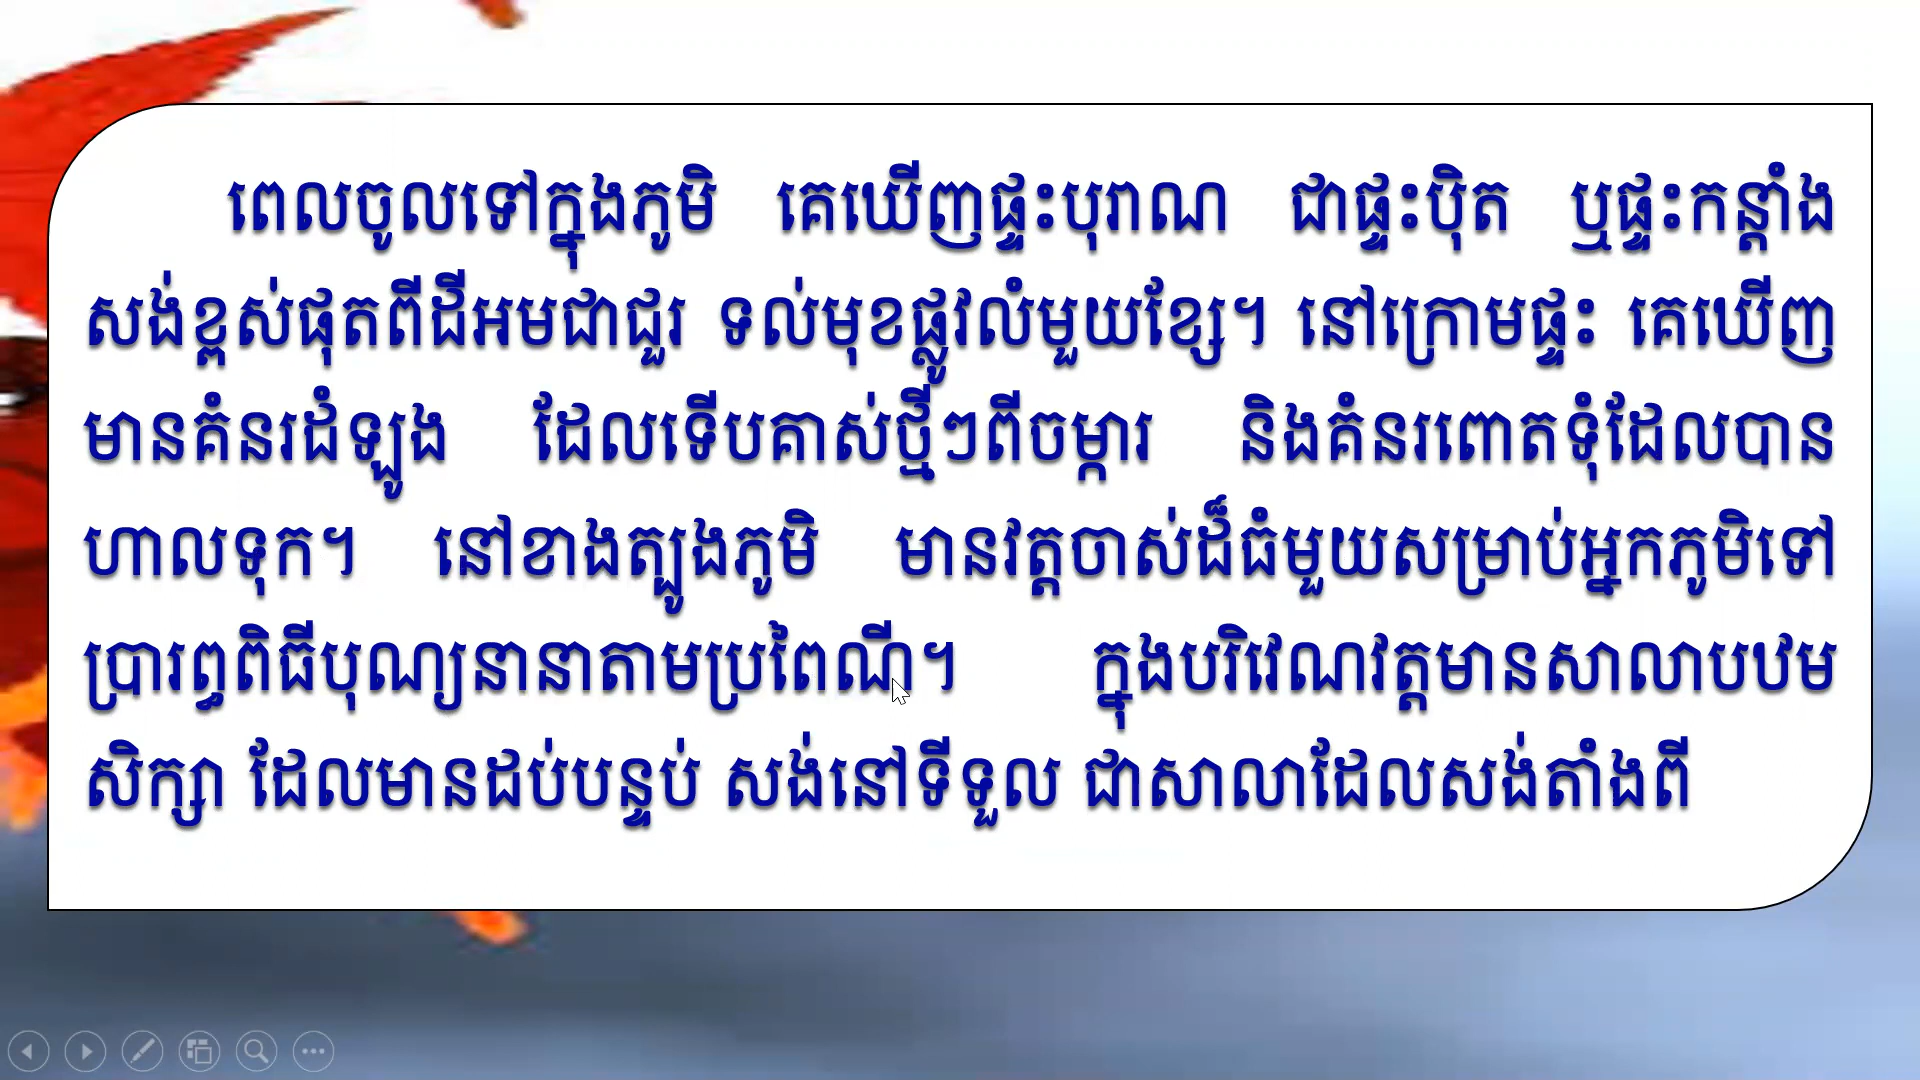 ពេលចូលទៅក្នុងភូមិ គេឃើញផ្ទះបុរាណ ជាផ្ទះប៉ិត ឬផ្ទះកន្តាំង
សង់ខ្ពស់ផុតពីដីអមជាជួរ ទល់មុខផ្លូវលំមួយខ្សែ។ នៅក្រោមផ្ទះ គេឃើញ
មានគំនរដំឡូង ដែលទើបគាស់ថ្មីៗពីចម្ការ និងគំនរពោតទុំដែលបាន
ហាលទុក។ នៅខាងត្បូងភូមិ មានវត្តចាស់ដ៏ធំមួយសម្រាប់អ្នកភូមិទៅ
ប្រារព្ធពិធីបុណ្យនានាតាមប្រពៃណី។ ក្នុងបរិវេណវត្តមានសាលាបឋម
សិក្សា ដែលមានដប់បន្ទប់ សង់នៅទីទួល ជាសាលាដែលសង់តាំងពី